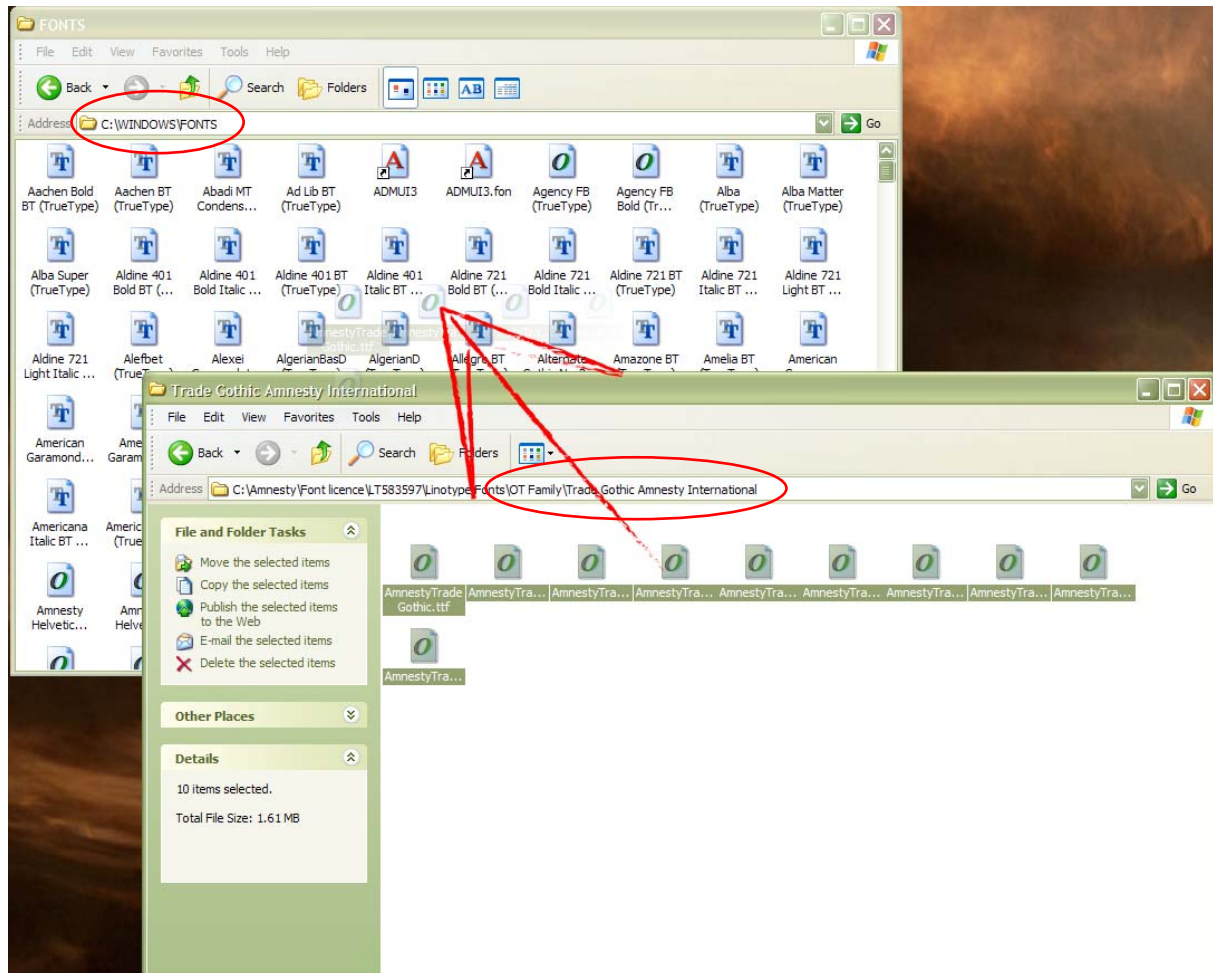 FONTS
File Edit View Favorites Tools Help
Back Search Folders AB
Address C:\WINDOWS\FONTS Go
Aachen Bold Aachen BT Abadi MT Ad Lib BT ADMUI3 ADMUI3.fon Agency FB Agency FB Alba Alba Matter
BT (TrueType) (TrueType) Condens... (TrueType) (TrueType) Bold (Tr... (TrueType) (TrueType)
Alba Super Aldine 401 Aldine 401 Aldine 401 BT Aldine 401 Aldine 721 Aldine 721 Aldine 721 BT Aldine 721 Aldine 721
(TrueType) Bold BT (... Bold Italic ... (TrueType) Italic BT ... Bold BT (... Bold Italic ... (TrueType) Italic BT ... Light BT ...
Aldine 721 Alefbet Alexei AlgerianBasD AlgerianD Allegro BT Alternate Amazone BT Amelia BT American
Light Italic ...
American
Garamond...
Americana
Italic BT ...
Amnesty
Helvetic...
Trade Gothic Amnesty International
File Edit View Favorites Tools Help
Back Search Folders
Address C:\Amnesty\Font licence\LT583597\Linotype Fonts\OT Family\Trade Gothic Amnesty International Go
File and Folder Tasks
Move the selected items
Copy the selected items
Publish the selected items
to the Web
E-mail the selected items
Delete the selected items
Other Places
Details
10 items selected.
Total File Size: 1.61 MB
AmnestyTrade AmnestyTra... AmnestyTra... AmnestyTra... AmnestyTra... AmnestyTra... AmnestyTra... AmnestyTra... AmnestyTra...
Gothic.ttf
AmnestyTra...